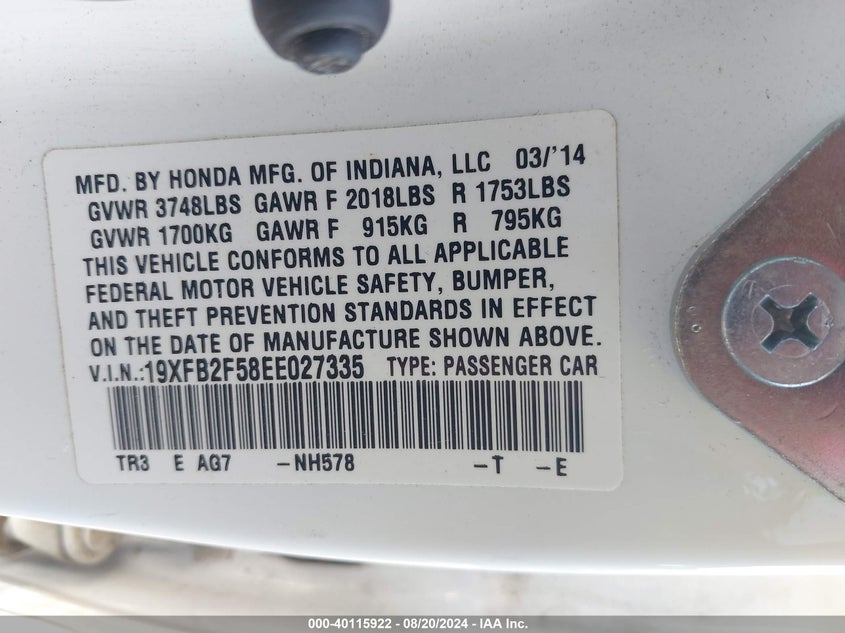 MFD. BY HONDA MFG. OF INDIANA, LLC 03/'14
GVWR 3748LBS GAWR F 2018LBS R 1753LBS
GVWR 1700KG GAWR F 915KG R 795KG
THIS VEHICLE CONFORMS TO ALL APPLICABLE
FEDERAL MOTOR VEHICLE SAFETY, BUMPER,
AND THEFT PREVENTION STANDARDS IN EFFECT
ON THE DATE OF MANUFACTURE SHOWN ABOVE.
V.I.N.:19XFB2F58EE027335 TYPE: PASSENGER CAR
TR3 E AG7 -NH578 -T -E
000-40115922 - 08/20/2024 - IAA Inc.